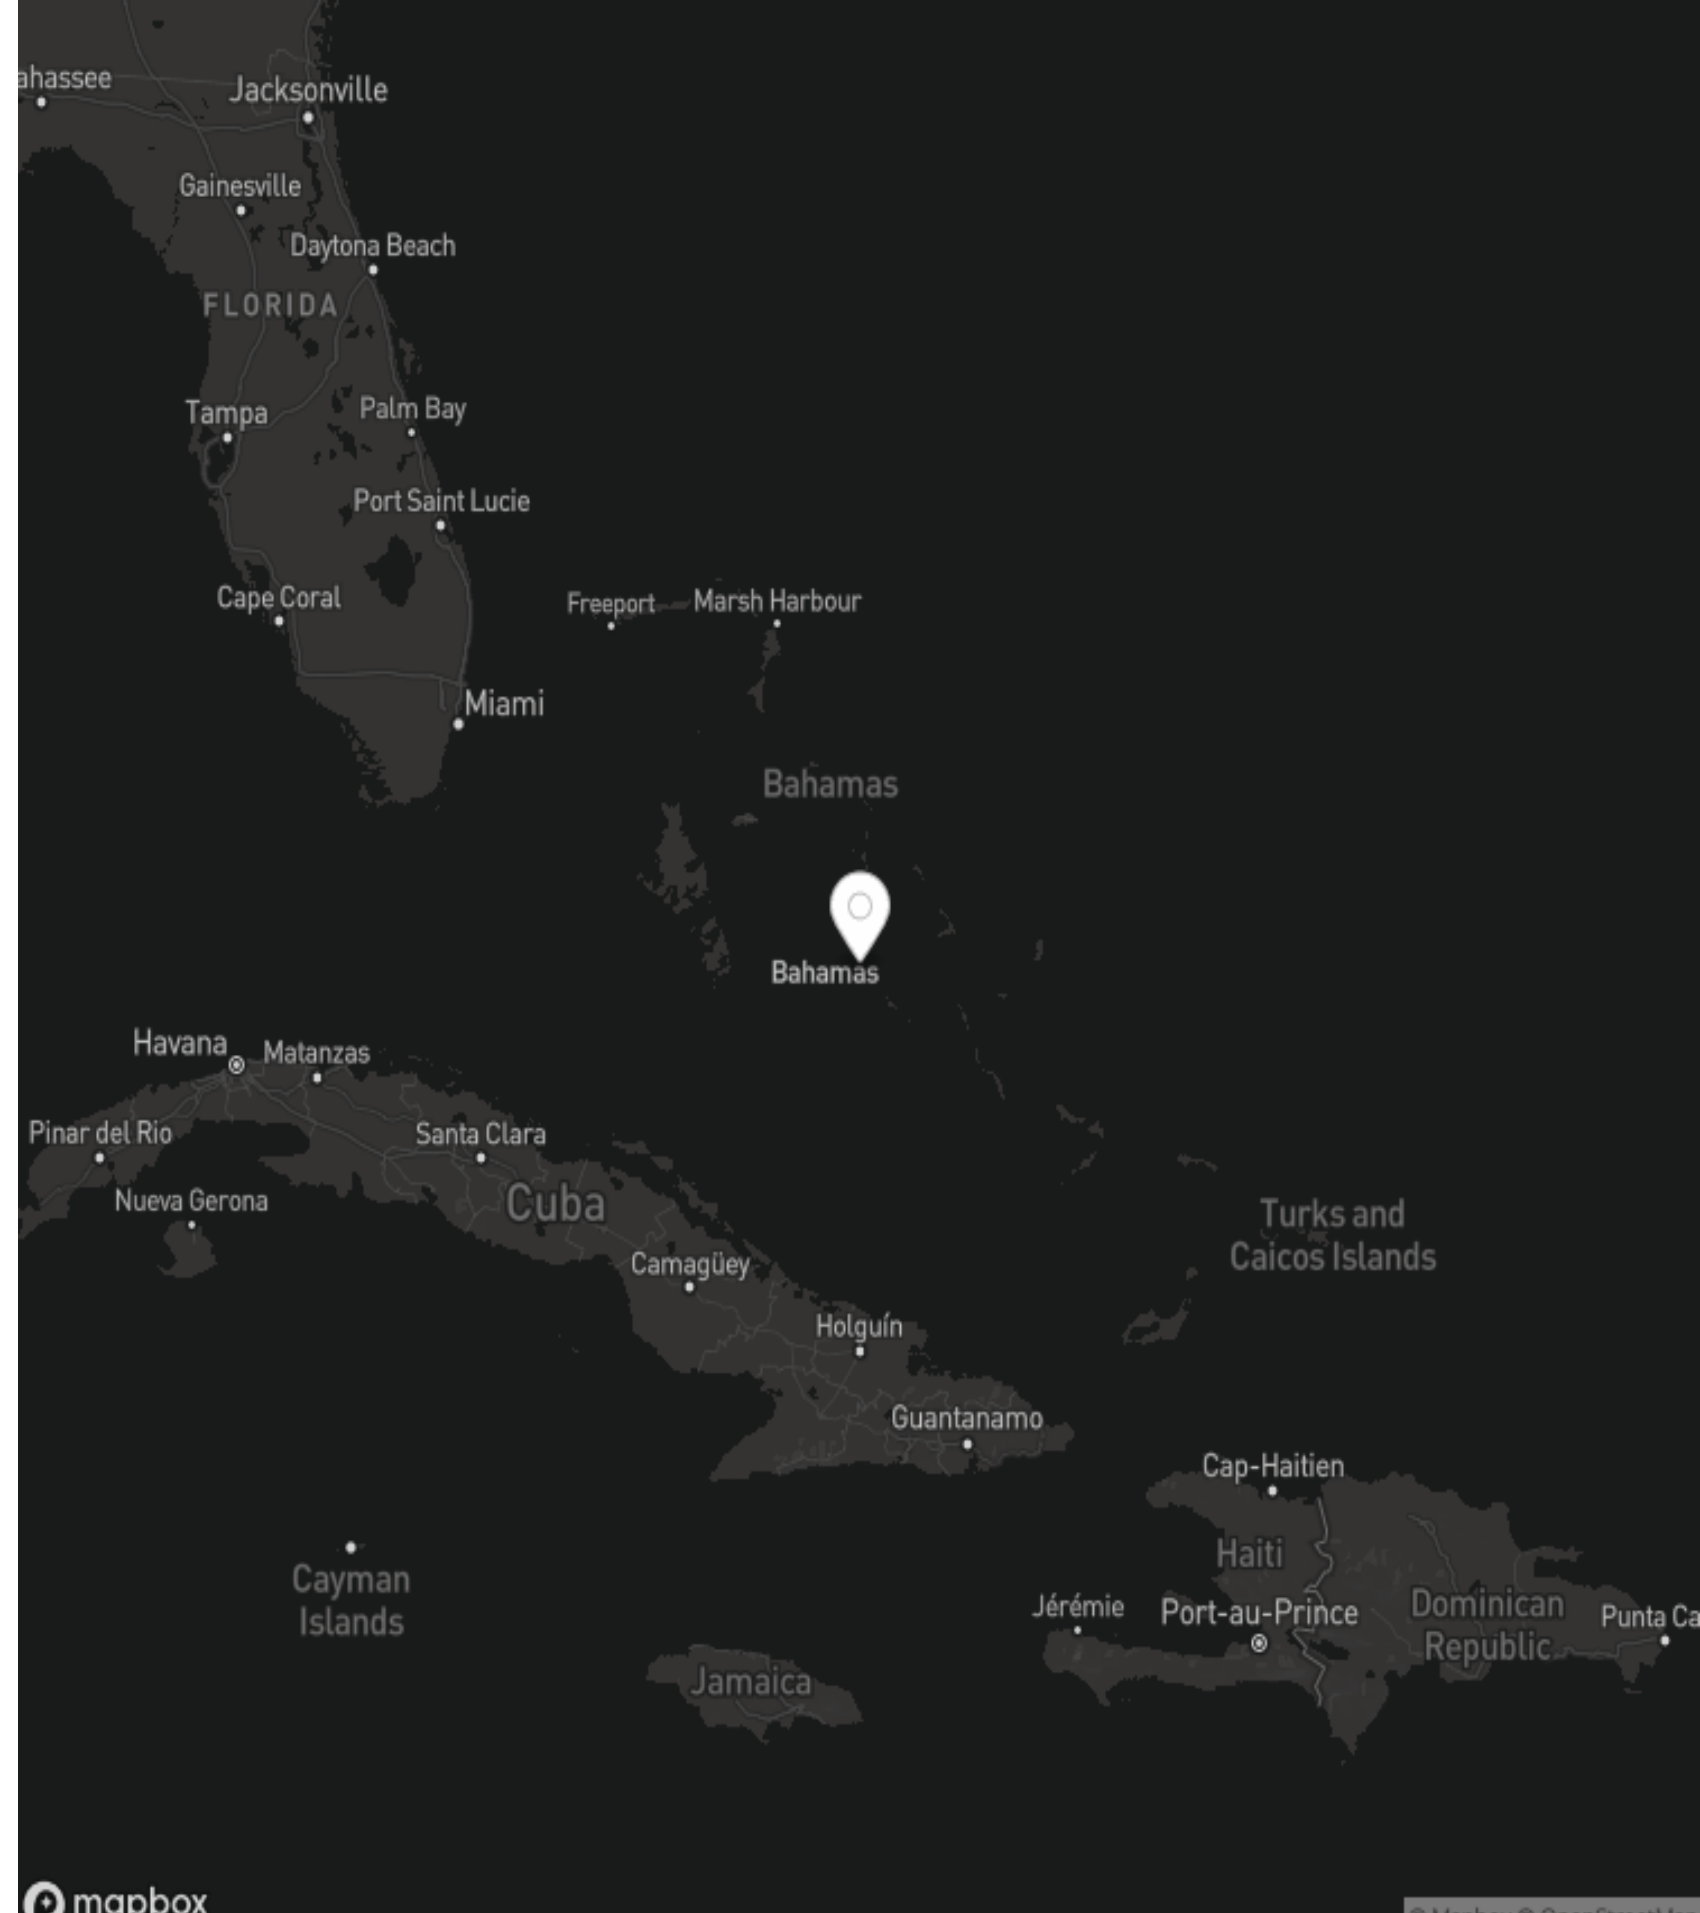 ahassee
Jacksonville
Gainesville
Daytona Beach
FLORIDA
Tampa
Palm Bay
Port Saint Lucie
Cape Coral
Freeport
Marsh Harbour
Miami
Bahamas
Bahamas
Havana
Matanzas
Pinar del Rio
Santa Clara
Nueva Gerona
Cuba
Turks and
Caicos Islands
Camagüey
Holguín
Guantanamo
Cap-Haitien
Haiti
Cayman
Islands
Jérémie
Port-au-Prince
Dominican
Republic
Punta Ca
Jamaica
mapbox
© Mapbox © OpenStreetMap